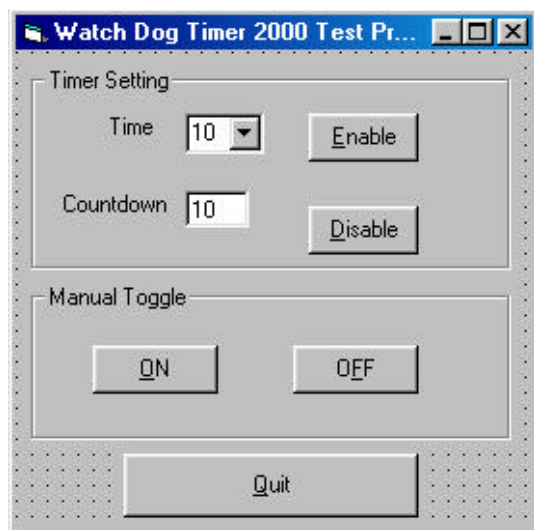 Watch Dog Timer 2000 Test Pr...
Timer Setting
Time 10 Enable
Countdown 10 Disable
Manual Toggle
ON OFF
Quit